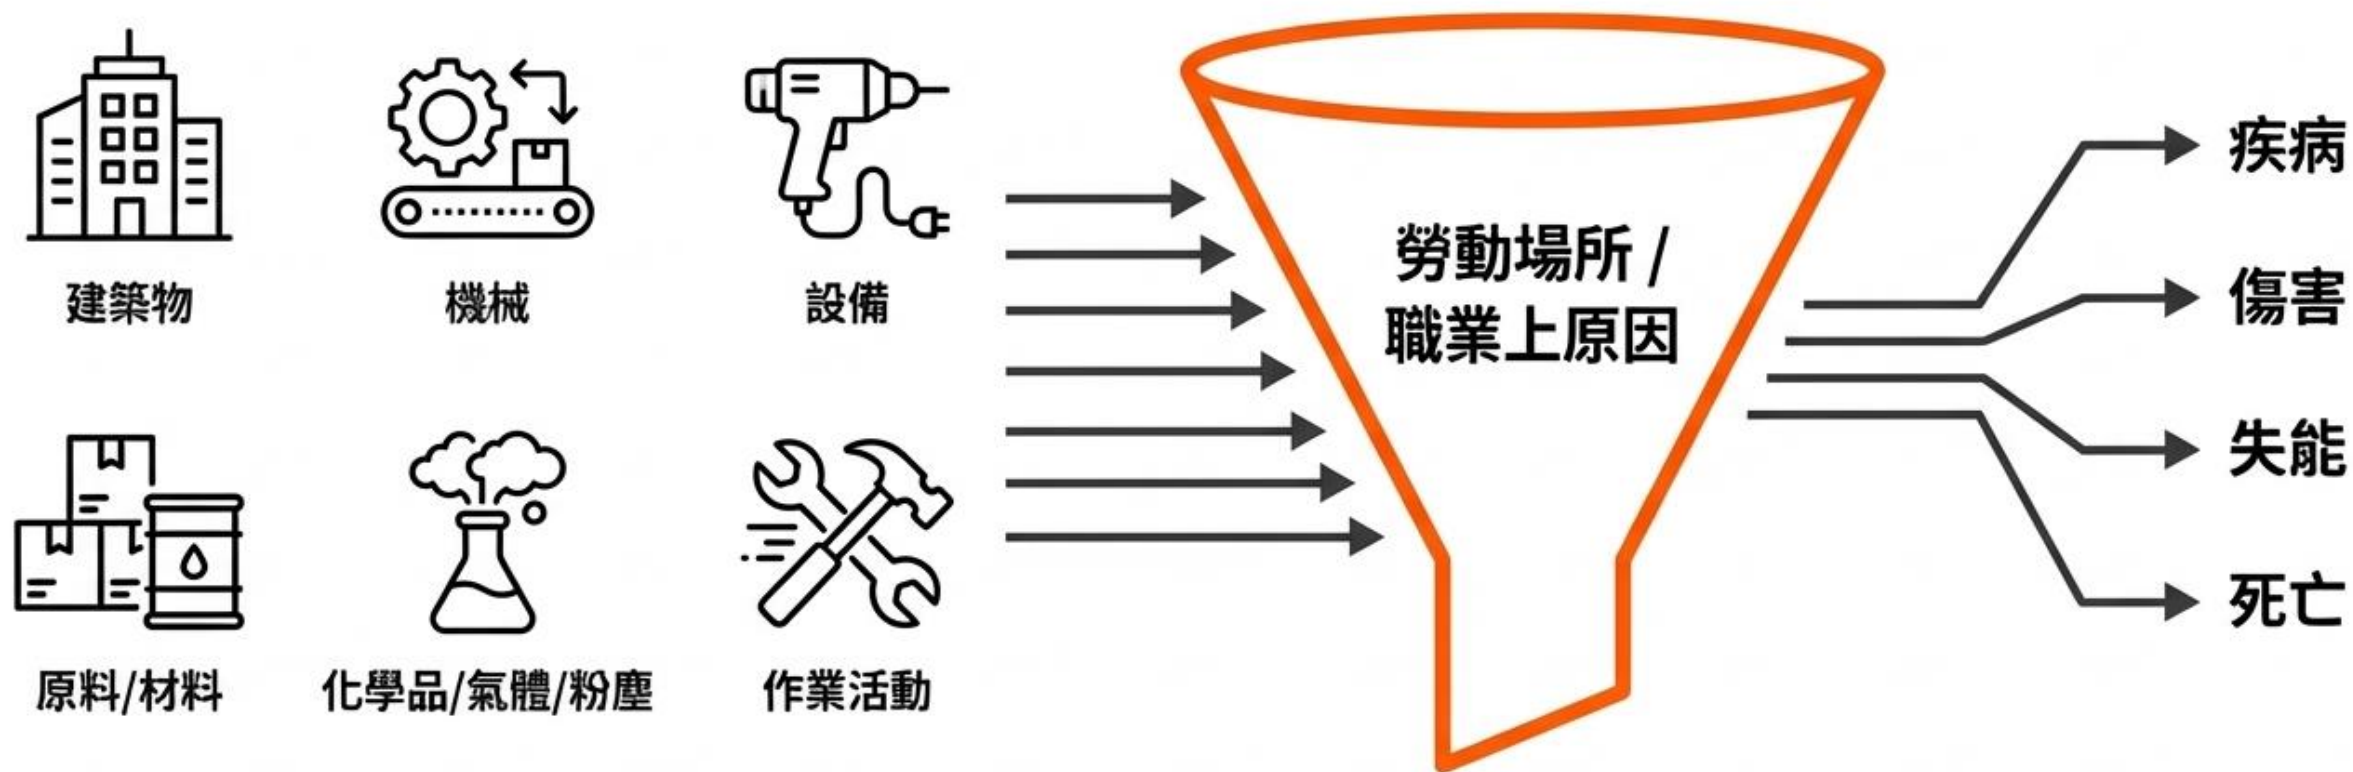 建築物
機械
設備
原料/材料
化學品/氣體/粉塵
作業活動
勞動場所 /
職業上原因
疾病
傷害
失能
死亡